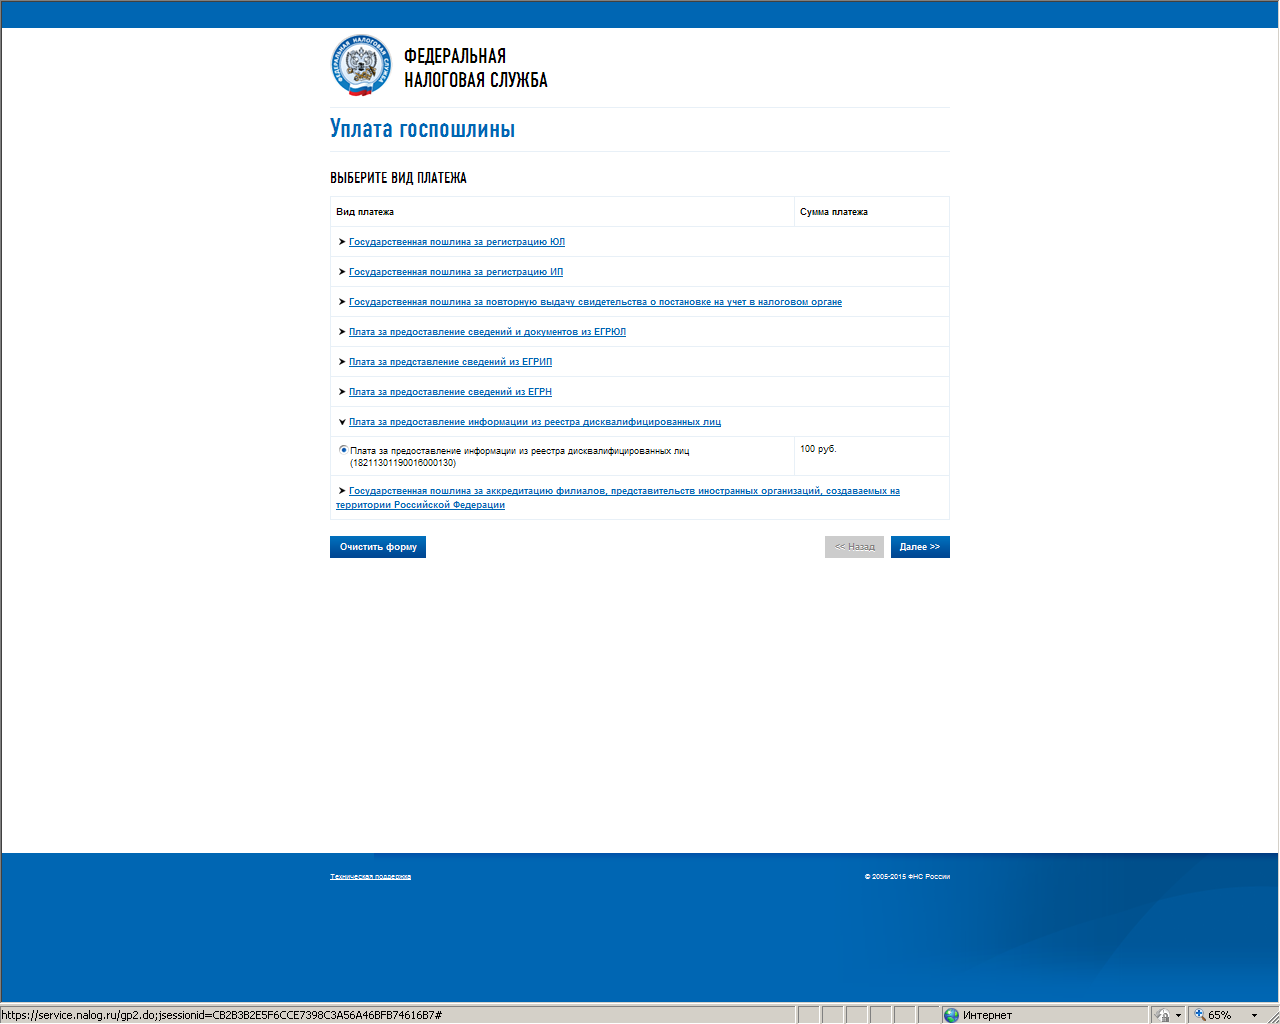 ФЕДЕРАЛЬНАЯ
НАЛОГОВАЯ СЛУЖБА
Уплата госпошлины
ВЫБЕРИТЕ ВИД ПЛАТЕЖА
Вид платежа Сумма платежа
Государственная пошлина за регистрацию ЮЛ
Государственная пошлина за регистрацию ИП
Государственная пошлина за повторную выдачу свидетельства о постановке на учет в налоговом органе
Плата за предоставление сведений и документов из ЕГРЮЛ
Плата за представление сведений из ЕГРИП
Плата за предоставление сведений из ЕГРН
Плата за предоставление информации из реестра дисквалифицированных лиц
Плата за предоставление информации из реестра дисквалифицированных лиц 100 руб.
(18211301190016000130)
Государственная пошлина за аккредитацию филиалов, представительств иностранных организаций, создаваемых на
территории Российской Федерации
Очистить форму << Назад Далее >>
Техническая поддержка © 2005-2015 ФНС России
https://service.nalog.ru/gp2.do;jsessionid=CB2B3B2E5F6CCE7398C3A56A46BFB74616B7# Интернет 65%